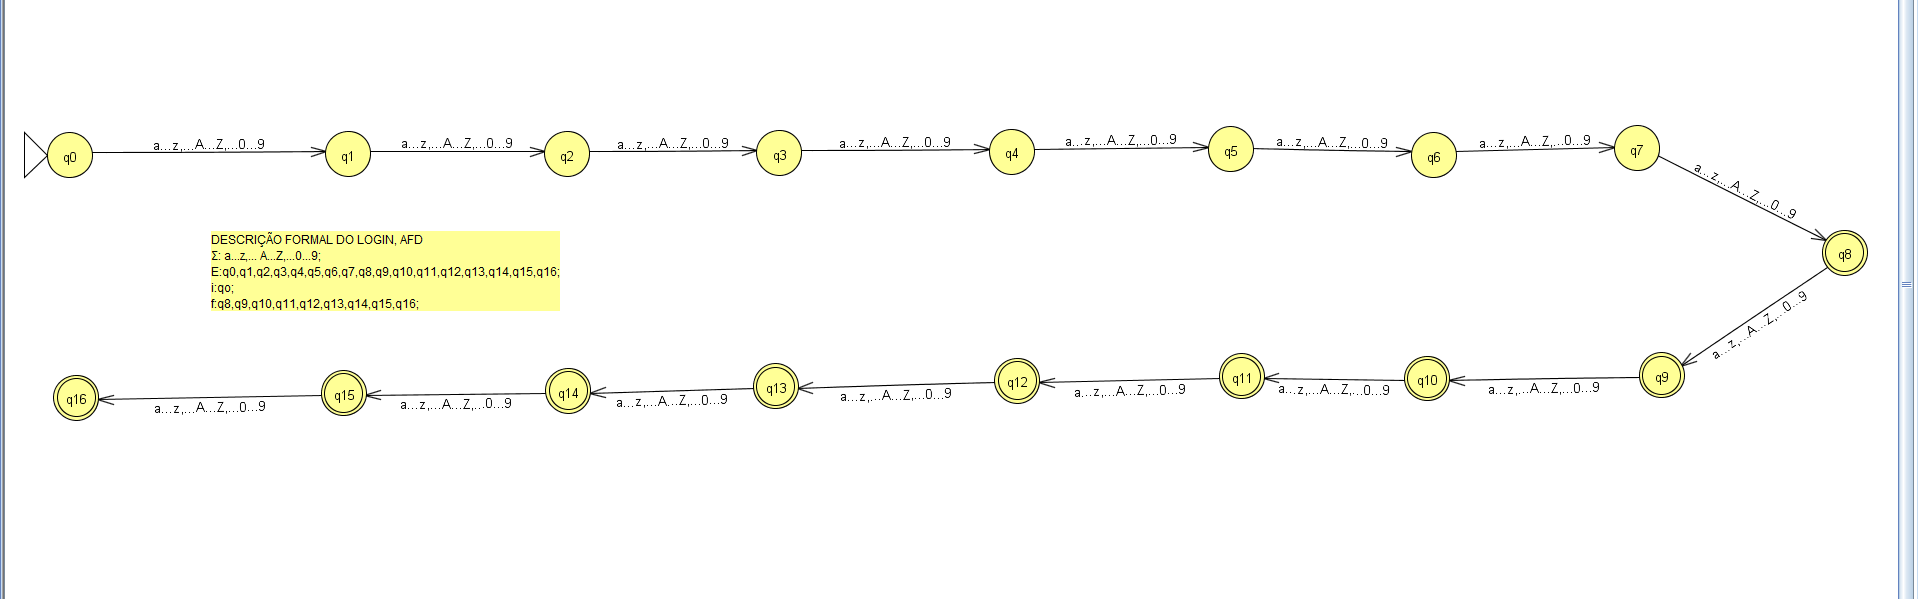 q0 a...z,...A...Z,...0...9 q1 a...z,...A...Z,...0...9 q2 a...z,...A...Z,...0...9 q3 a...z,...A...Z,...0...9 q4 a...z,...A...Z,...0...9 q5 a...z,...A...Z,...0...9 q6 a...z,...A...Z,...0...9 q7
a...z,...A...Z,...0...9
q8
DESCRIÇÃO FORMAL DO LOGIN, AFD
Σ: a...z,... A...Z,...0...9;
E:q0,q1,q2,q3,q4,q5,q6,q7,q8,q9,q10,q11,q12,q13,q14,q15,q16;
i:qo;
f:q8,q9,q10,q11,q12,q13,q14,q15,q16;
a...z,...A...Z,...0...9
q16 a...z,...A...Z,...0...9 q15 a...z,...A...Z,...0...9 q14 a...z,...A...Z,...0...9 q13 a...z,...A...Z,...0...9 q12 a...z,...A...Z,...0...9 q11 a...z,...A...Z,...0...9 q10 a...z,...A...Z,...0...9 q9